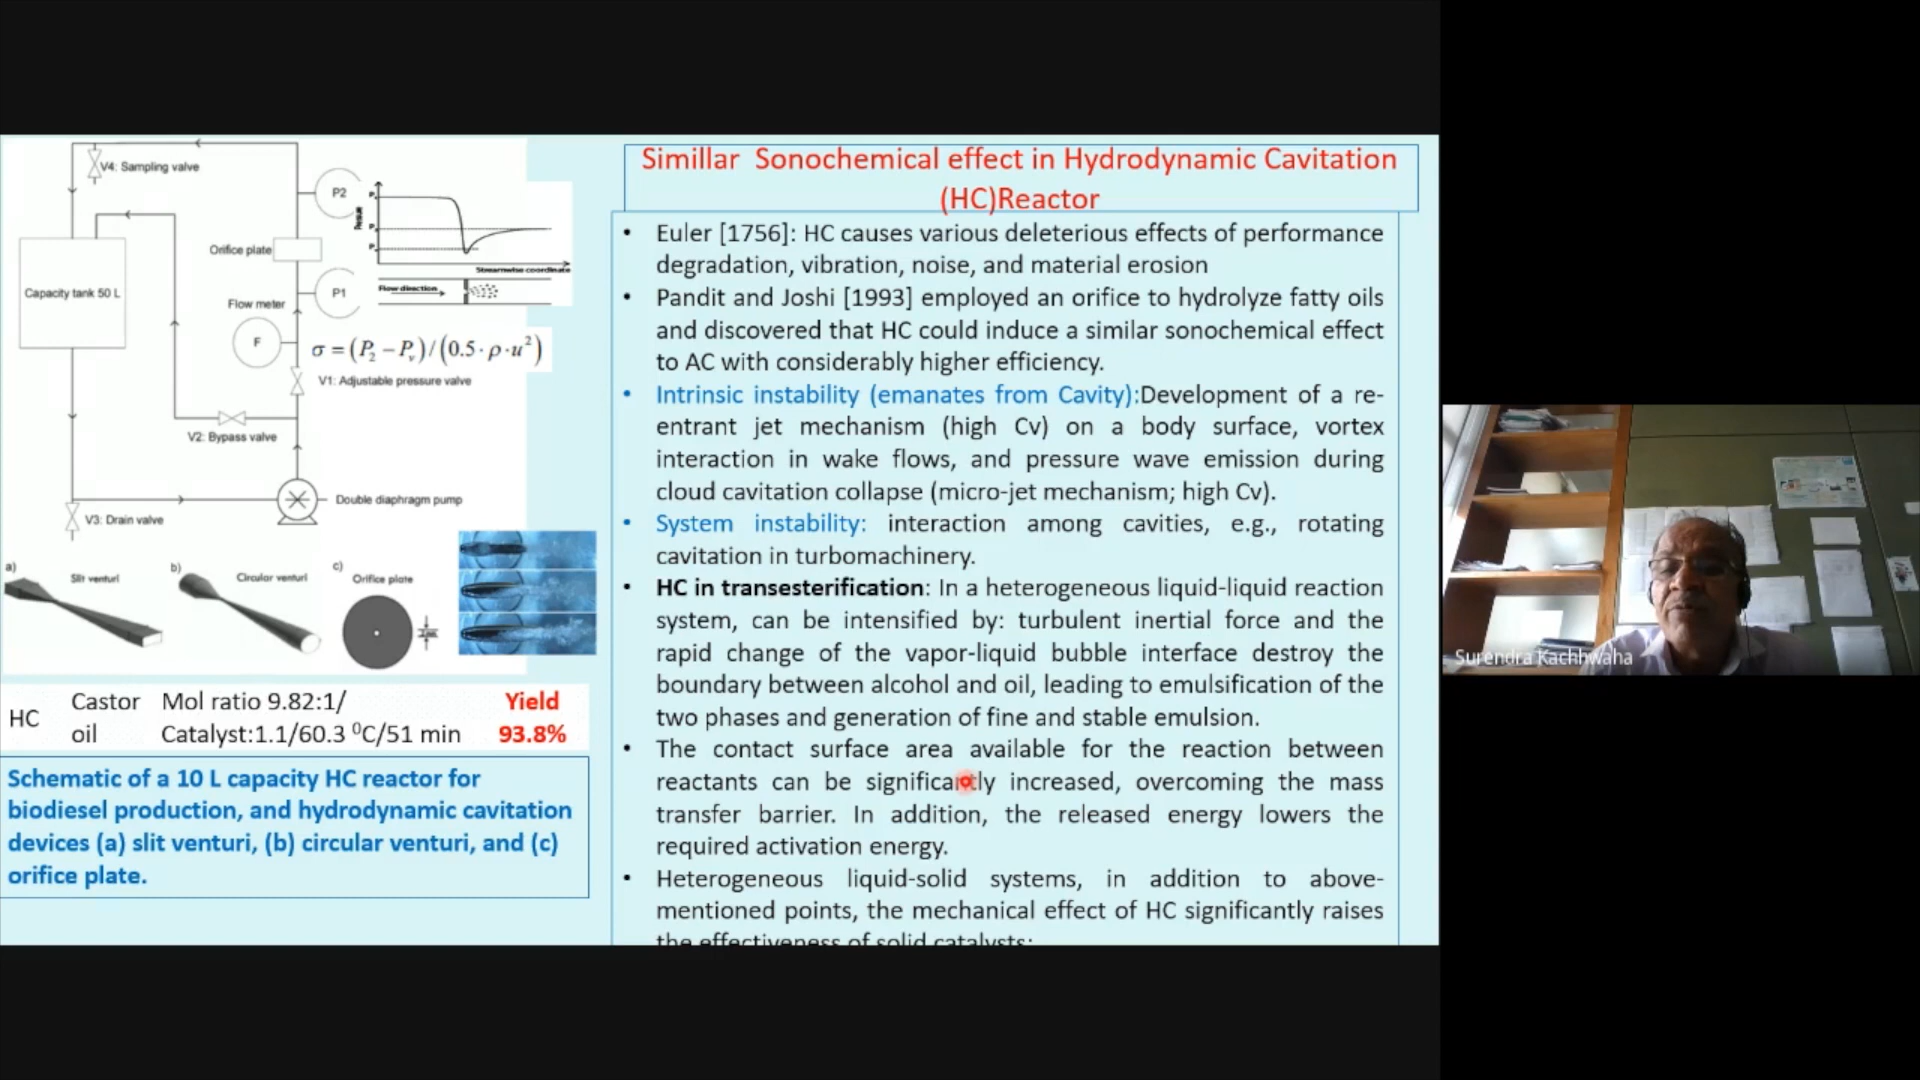 V4: Sampling valve
P2
Orifice plate
Streamwise coordinate
Capacity tank 50 L
P1
Flow direction
Flow meter
F
σ = (P2 − Pv)/(0.5·ρ·u²)
V1: Adjustable pressure valve
V2: Bypass valve
Double diaphragm pump
V3: Drain valve
a)
Slit venturi
b)
Circular venturi
c)
Orifice plate
HC
Castor oil
Mol ratio 9.82:1/
Catalyst:1.1/60.3 ⁰C/51 min
Yield
93.8%
Schematic of a 10 L capacity HC reactor for
biodiesel production, and hydrodynamic cavitation
devices (a) slit venturi, (b) circular venturi, and (c)
orifice plate.
Simillar Sonochemical effect in Hydrodynamic Cavitation
(HC)Reactor
• Euler [1756]: HC causes various deleterious effects of performance
degradation, vibration, noise, and material erosion
• Pandit and Joshi [1993] employed an orifice to hydrolyze fatty oils
and discovered that HC could induce a similar sonochemical effect
to AC with considerably higher efficiency.
• Intrinsic instability (emanates from Cavity):Development of a re-
entrant jet mechanism (high Cv) on a body surface, vortex
interaction in wake flows, and pressure wave emission during
cloud cavitation collapse (micro-jet mechanism; high Cv).
• System instability: interaction among cavities, e.g., rotating
cavitation in turbomachinery.
• HC in transesterification: In a heterogeneous liquid-liquid reaction
system, can be intensified by: turbulent inertial force and the
rapid change of the vapor-liquid bubble interface destroy the
boundary between alcohol and oil, leading to emulsification of the
two phases and generation of fine and stable emulsion.
• The contact surface area available for the reaction between
reactants can be significantly increased, overcoming the mass
transfer barrier. In addition, the released energy lowers the
required activation energy.
• Heterogeneous liquid-solid systems, in addition to above-
mentioned points, the mechanical effect of HC significantly raises
the effectiveness of solid catalysts;
Surendra Kachhwaha